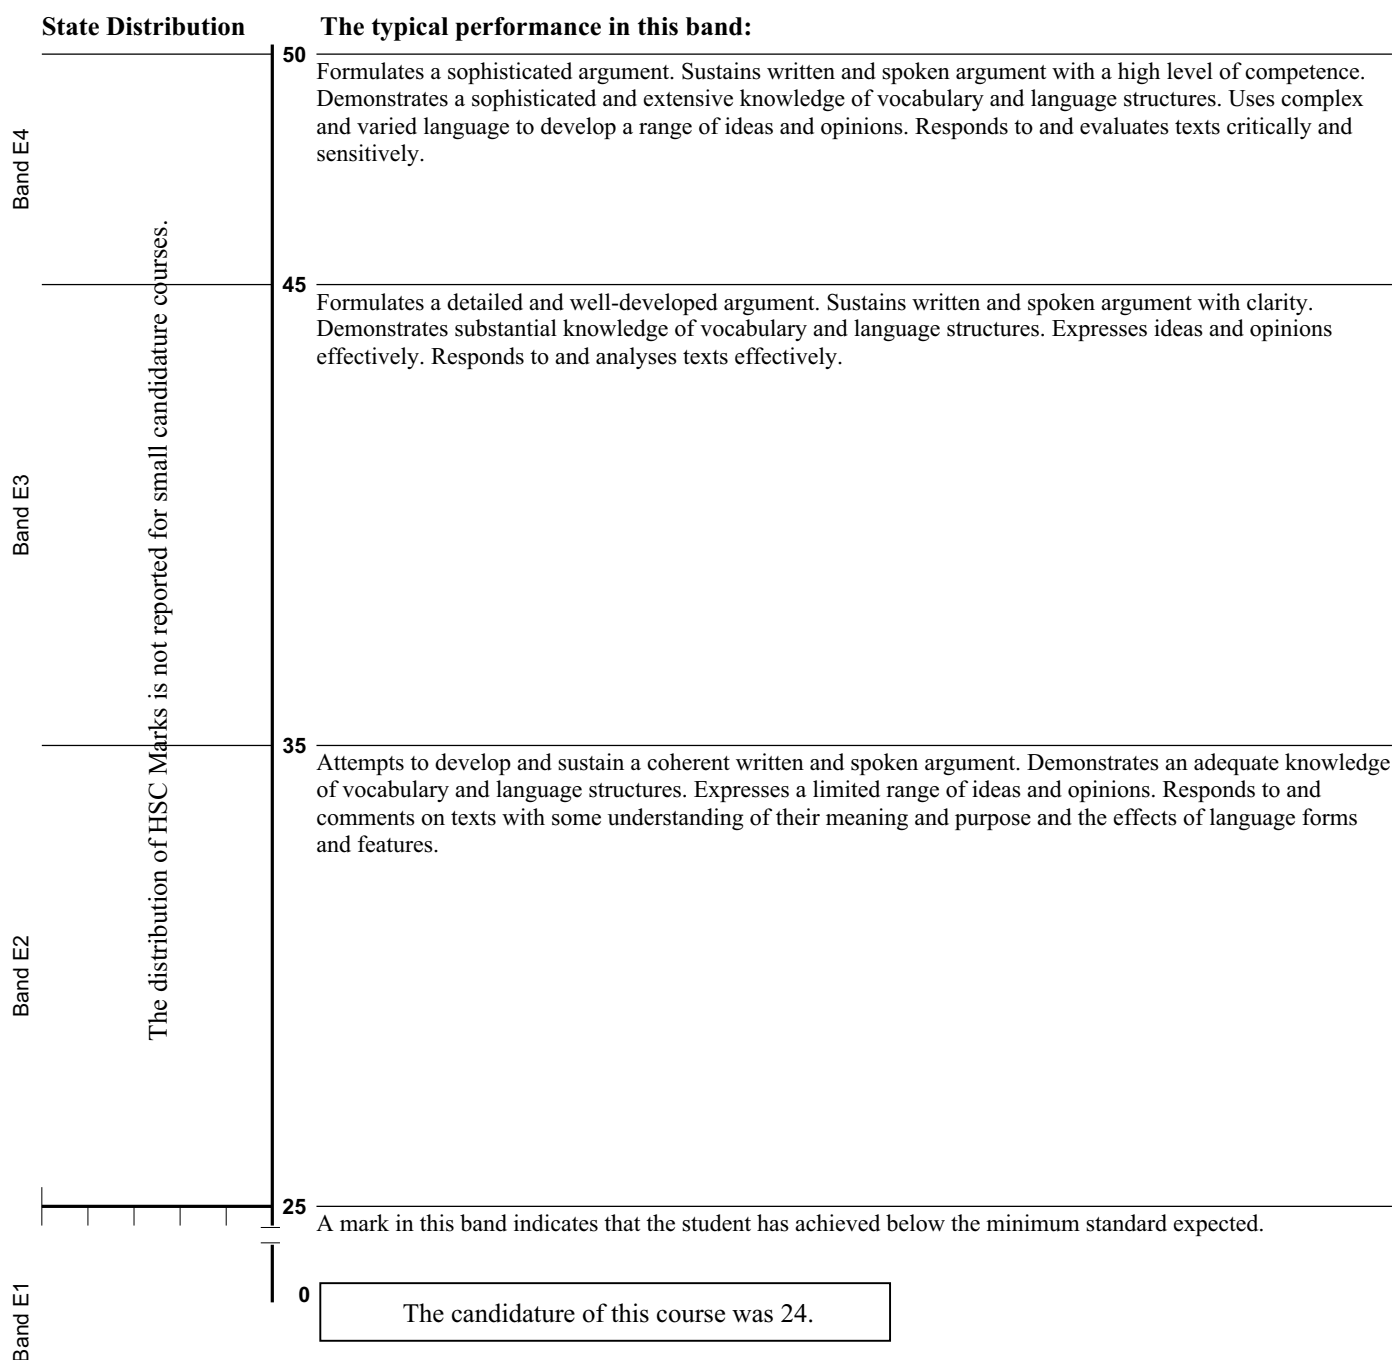 State Distribution
The typical performance in this band:
50
Formulates a sophisticated argument. Sustains written and spoken argument with a high level of competence.
Demonstrates a sophisticated and extensive knowledge of vocabulary and language structures. Uses complex
and varied language to develop a range of ideas and opinions. Responds to and evaluates texts critically and
sensitively.
Band E4
The distribution of HSC Marks is not reported for small candidature courses.
45
Formulates a detailed and well-developed argument. Sustains written and spoken argument with clarity.
Demonstrates substantial knowledge of vocabulary and language structures. Expresses ideas and opinions
effectively. Responds to and analyses texts effectively.
Band E3
35
Attempts to develop and sustain a coherent written and spoken argument. Demonstrates an adequate knowledge
of vocabulary and language structures. Expresses a limited range of ideas and opinions. Responds to and
comments on texts with some understanding of their meaning and purpose and the effects of language forms
and features.
Band E2
25
A mark in this band indicates that the student has achieved below the minimum standard expected.
0
Band E1
The candidature of this course was 24.